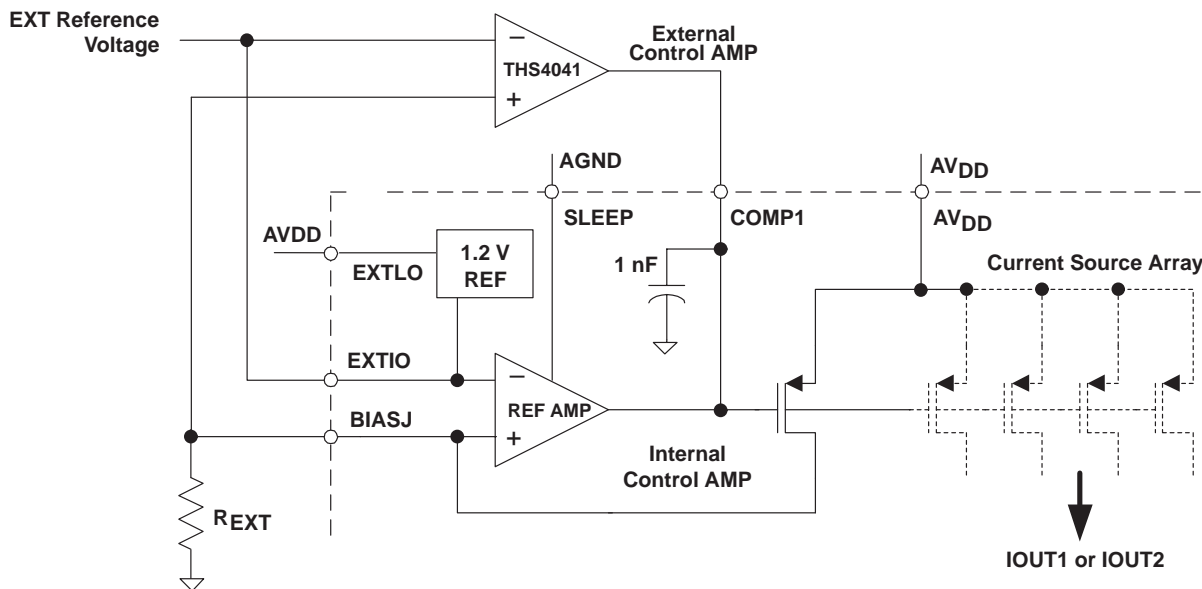 EXT Reference
Voltage
−
THS4041
+
External
Control AMP
AGND
AVDD
SLEEP
COMP1
AVDD
AVDD
EXTLO
1.2 V
REF
1 nF
Current Source Array
EXTIO
−
REF AMP
+
BIASJ
Internal
Control AMP
REXT
IOUT1 or IOUT2